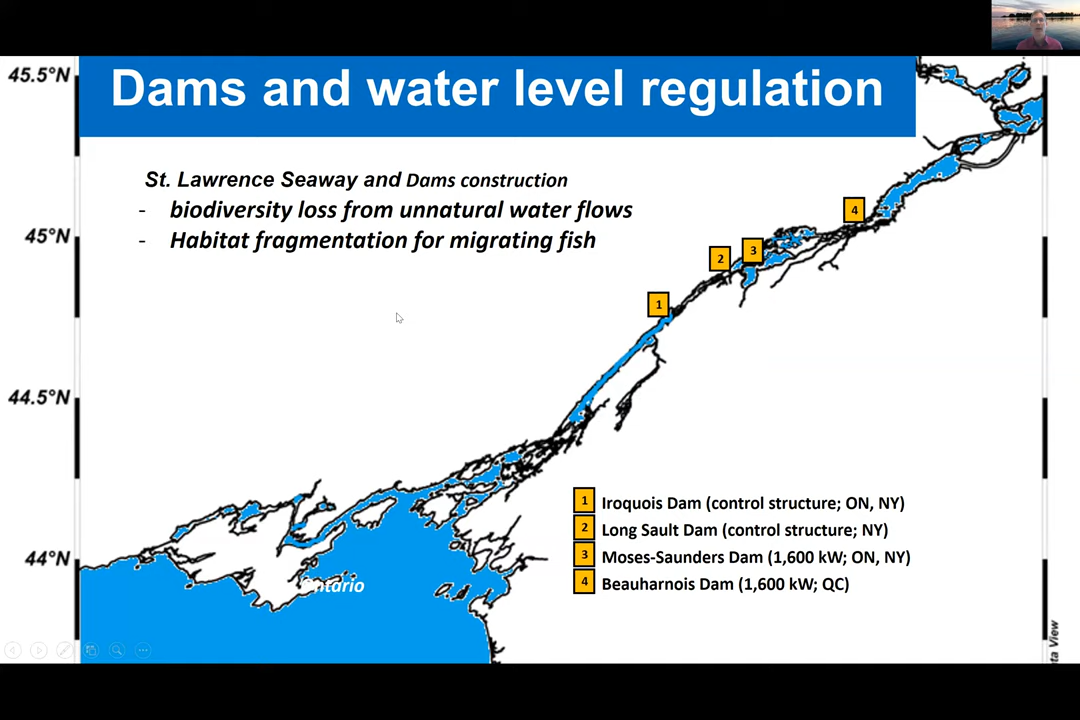 Dams and water level regulation
45.5°N
St. Lawrence Seaway and Dams construction
- biodiversity loss from unnatural water flows
- Habitat fragmentation for migrating fish
45°N
4
3
2
1
44.5°N
1 Iroquois Dam (control structure; ON, NY)
2 Long Sault Dam (control structure; NY)
3 Moses-Saunders Dam (1,600 kW; ON, NY)
4 Beauharnois Dam (1,600 kW; QC)
44°N
Ontario
ta View